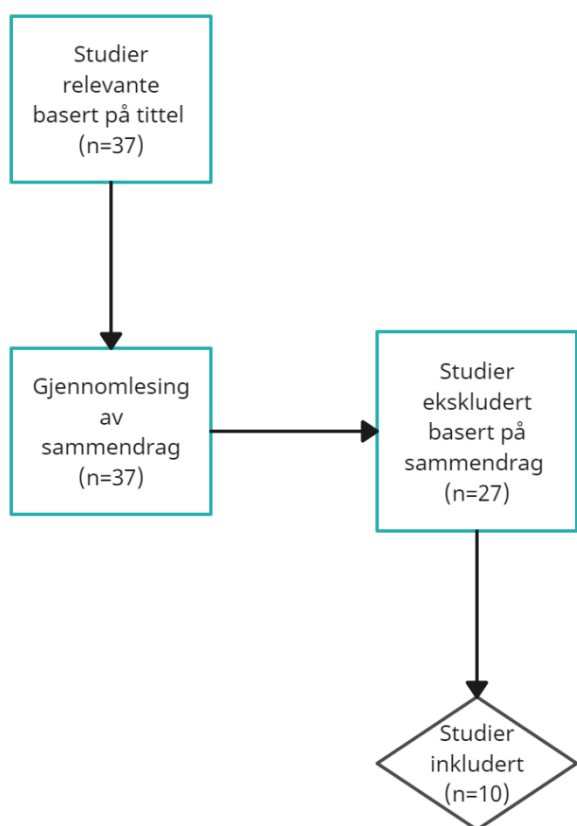 Studier
relevante
basert på tittel
(n=37)
Gjennomlesing
av
sammendrag
(n=37)
Studier
ekskludert
basert på
sammendrag
(n=27)
Studier
inkludert
(n=10)